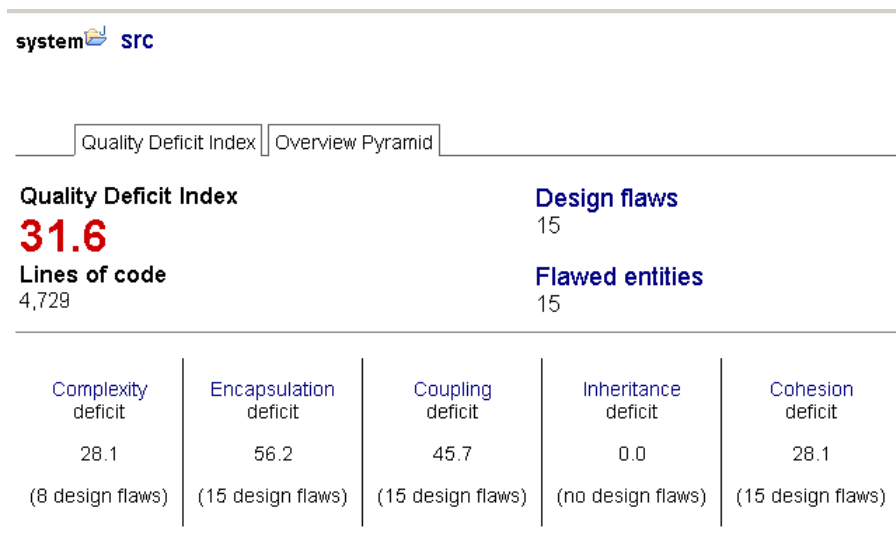 system src
Quality Deficit Index
Overview Pyramid
Quality Deficit Index
31.6
Lines of code
4,729
Design flaws
15
Flawed entities
15
Complexity
deficit
28.1
(8 design flaws)
Encapsulation
deficit
56.2
(15 design flaws)
Coupling
deficit
45.7
(15 design flaws)
Inheritance
deficit
0.0
(no design flaws)
Cohesion
deficit
28.1
(15 design flaws)